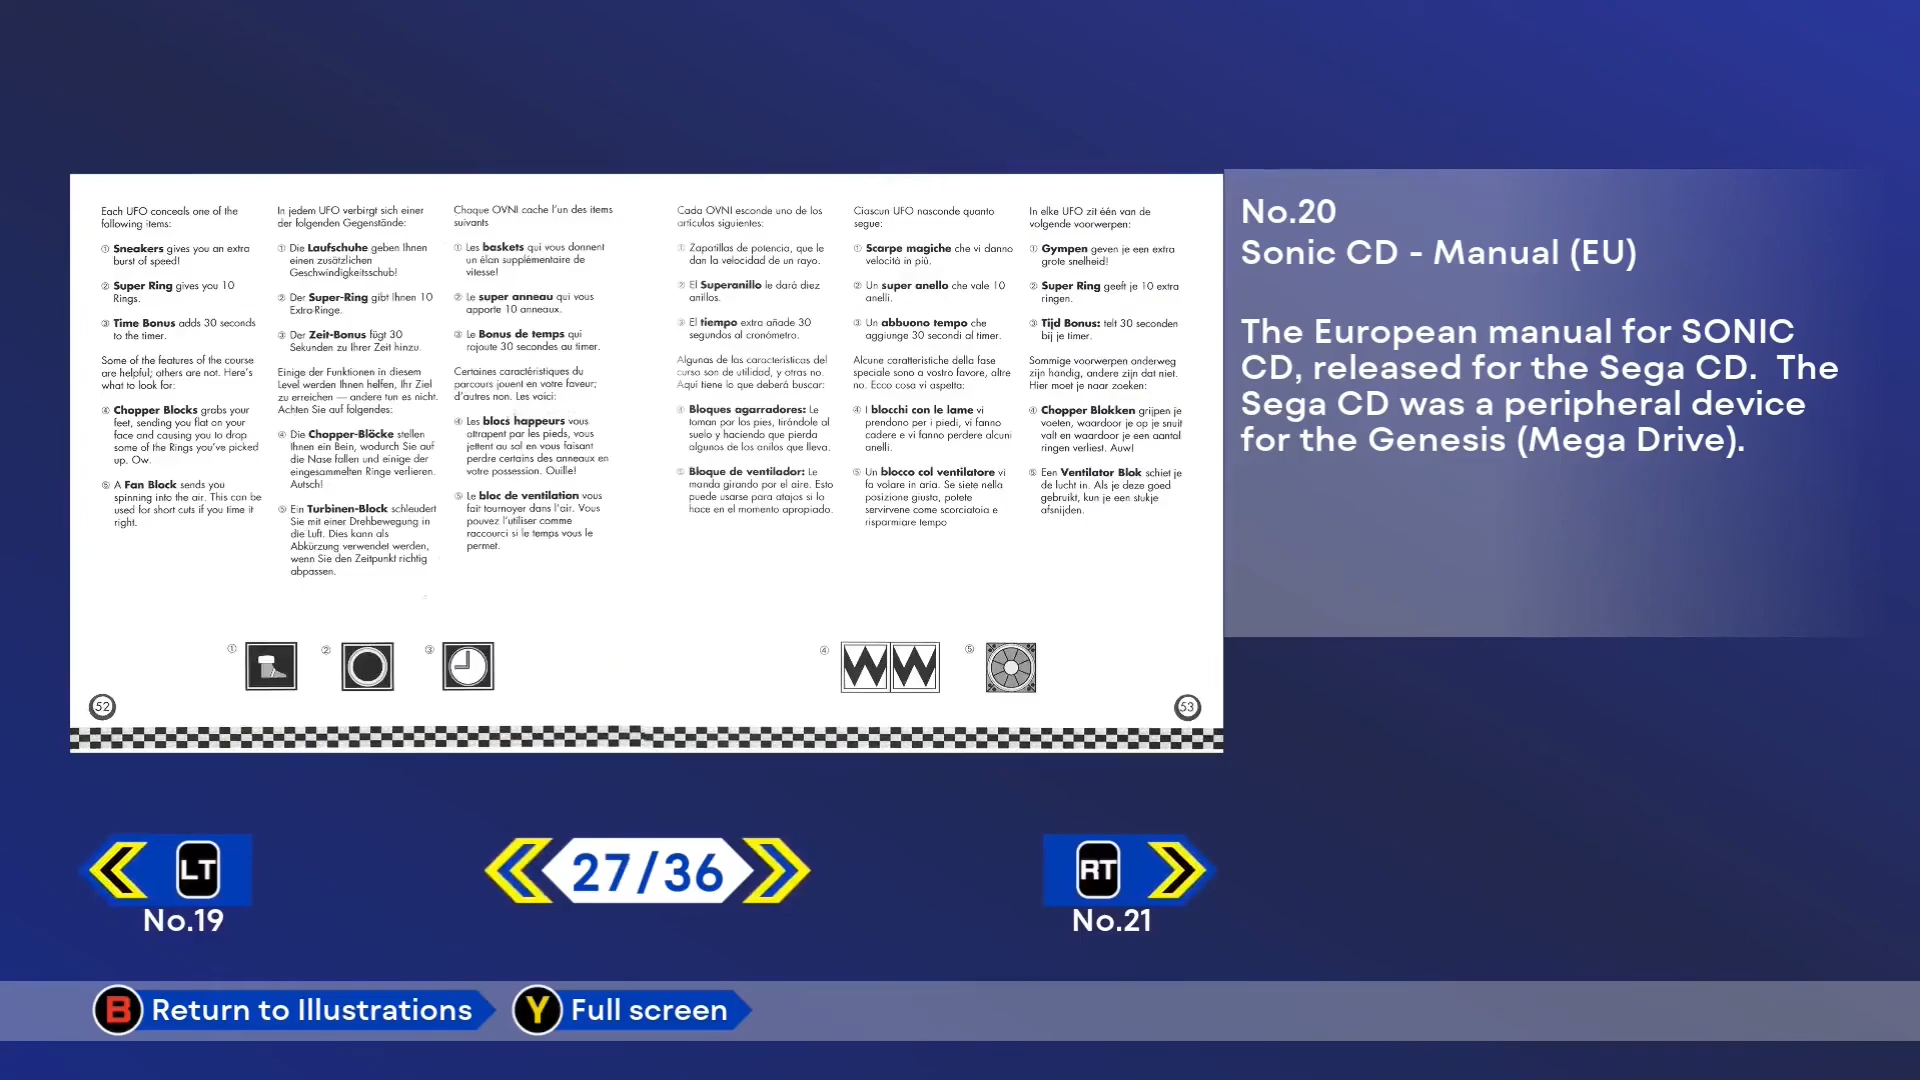 Each UFO conceals one of the
following items:
① Sneakers gives you an extra
burst of speed!
② Super Ring gives you 10
Rings.
③ Time Bonus adds 30 seconds
to the timer.
Some of the features of the course
are helpful; others are not. Here's
what to look for:
④ Chopper Blocks grabs your
feet, sending you flat on your
face and causing you to drop
some of the Rings you've picked
up. Ow.
⑤ A Fan Block sends you
spinning into the air. This can be
used for short cuts if you time it
right.
In jedem UFO verbirgt sich einer
der folgenden Gegenstände:
① Die Laufschuhe geben Ihnen
einen zusätzlichen
Geschwindigkeitsschub!
② Der Super-Ring gibt Ihnen 10
Extra-Ringe.
③ Der Zeit-Bonus fügt 30
Sekunden zu Ihrer Zeit hinzu.
Einige der Funktionen in diesem
Level werden Ihnen helfen, Ihr Ziel
zu erreichen — andere tun es nicht.
Achten Sie auf folgendes:
④ Die Chopper-Blöcke stellen
Ihnen ein Bein, wodurch Sie auf
die Nase fallen und einige der
eingesammelten Ringe verlieren.
Autsch!
⑤ Ein Turbinen-Block schleudert
Sie mit einer Drehbewegung in
die Luft. Dies kann als
Abkürzung verwendet werden,
wenn Sie den Zeitpunkt richtig
abpassen.
Chaque OVNI cache l'un des items
suivants
① Les baskets qui vous donnent
un élan supplémentaire de
vitesse!
② Le super anneau qui vous
apporte 10 anneaux.
③ Le Bonus de temps qui
rajoute 30 secondes au timer.
Certaines caractéristiques du
parcours jouent en votre faveur;
d'autres non. Les voici:
④ Les blocs happeurs vous
attrapent par les pieds, vous
jettent au sol en vous faisant
perdre certains des anneaux en
votre possession. Ouille!
⑤ Le bloc de ventilation vous
fait tournoyer dans l'air. Vous
pouvez l'utiliser comme
raccourci si le temps vous le
permet.
Cada OVNI esconde uno de los
artículos siguientes:
① Zapatillas de potencia, que le
dan la velocidad de un rayo.
② El Superanillo le dará diez
anillos.
③ El tiempo extra añade 30
segundos al cronómetro.
Algunas de las características del
curso son de utilidad, y otras no.
Aquí tiene lo que deberá buscar:
④ Bloques agarradores: Le
toman por los pies, tirándole al
suelo y haciendo que pierda
algunos de los anilos que lleva.
⑤ Bloque de ventilador: Le
manda girando por el aire. Esto
puede usarse para atajos si lo
hace en el momento apropiado.
Ciascun UFO nasconde quanto
segue:
① Scarpe magiche che vi danno
velocità in più.
② Un super anello che vale 10
anelli.
③ Un abbuono tempo che
aggiunge 30 secondi al timer.
Alcune caratteristiche della fase
speciale sono a vostro favore, altre
no. Ecco cosa vi aspetta:
④ I blocchi con le lame vi
prendono per i piedi, vi fanno
cadere e vi fanno perdere alcuni
anelli.
⑤ Un blocco col ventilatore vi
fa volare in aria. Se siete nella
posizione giusta, potete
servirvene come scorciatoia e
risparmiare tempo
In elke UFO zit één van de
volgende voorwerpen:
① Gympen geven je een extra
grote snelheid!
② Super Ring geeft je 10 extra
ringen.
③ Tijd Bonus: telt 30 seconden
bij je timer.
Sommige voorwerpen onderweg
zijn handig, andere zijn dat niet.
Hier moet je naar zoeken:
④ Chopper Blokken grijpen je
voeten, waardoor je op je snuit
valt en waardoor je een aantal
ringen verliest. Auw!
⑤ Een Ventilator Blok schiet je
de lucht in. Als je deze goed
gebruikt, kun je een stukje
afsnijden.
① ② ③ ④ ⑤
52
53
No.20
Sonic CD - Manual (EU)
The European manual for SONIC
CD, released for the Sega CD. The
Sega CD was a peripheral device
for the Genesis (Mega Drive).
LT
No.19
27/36
RT
No.21
B Return to Illustrations
Y Full screen